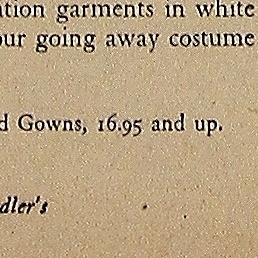 ation garments in white
our going away costume
d Gowns, 16.95 and up.
dler's